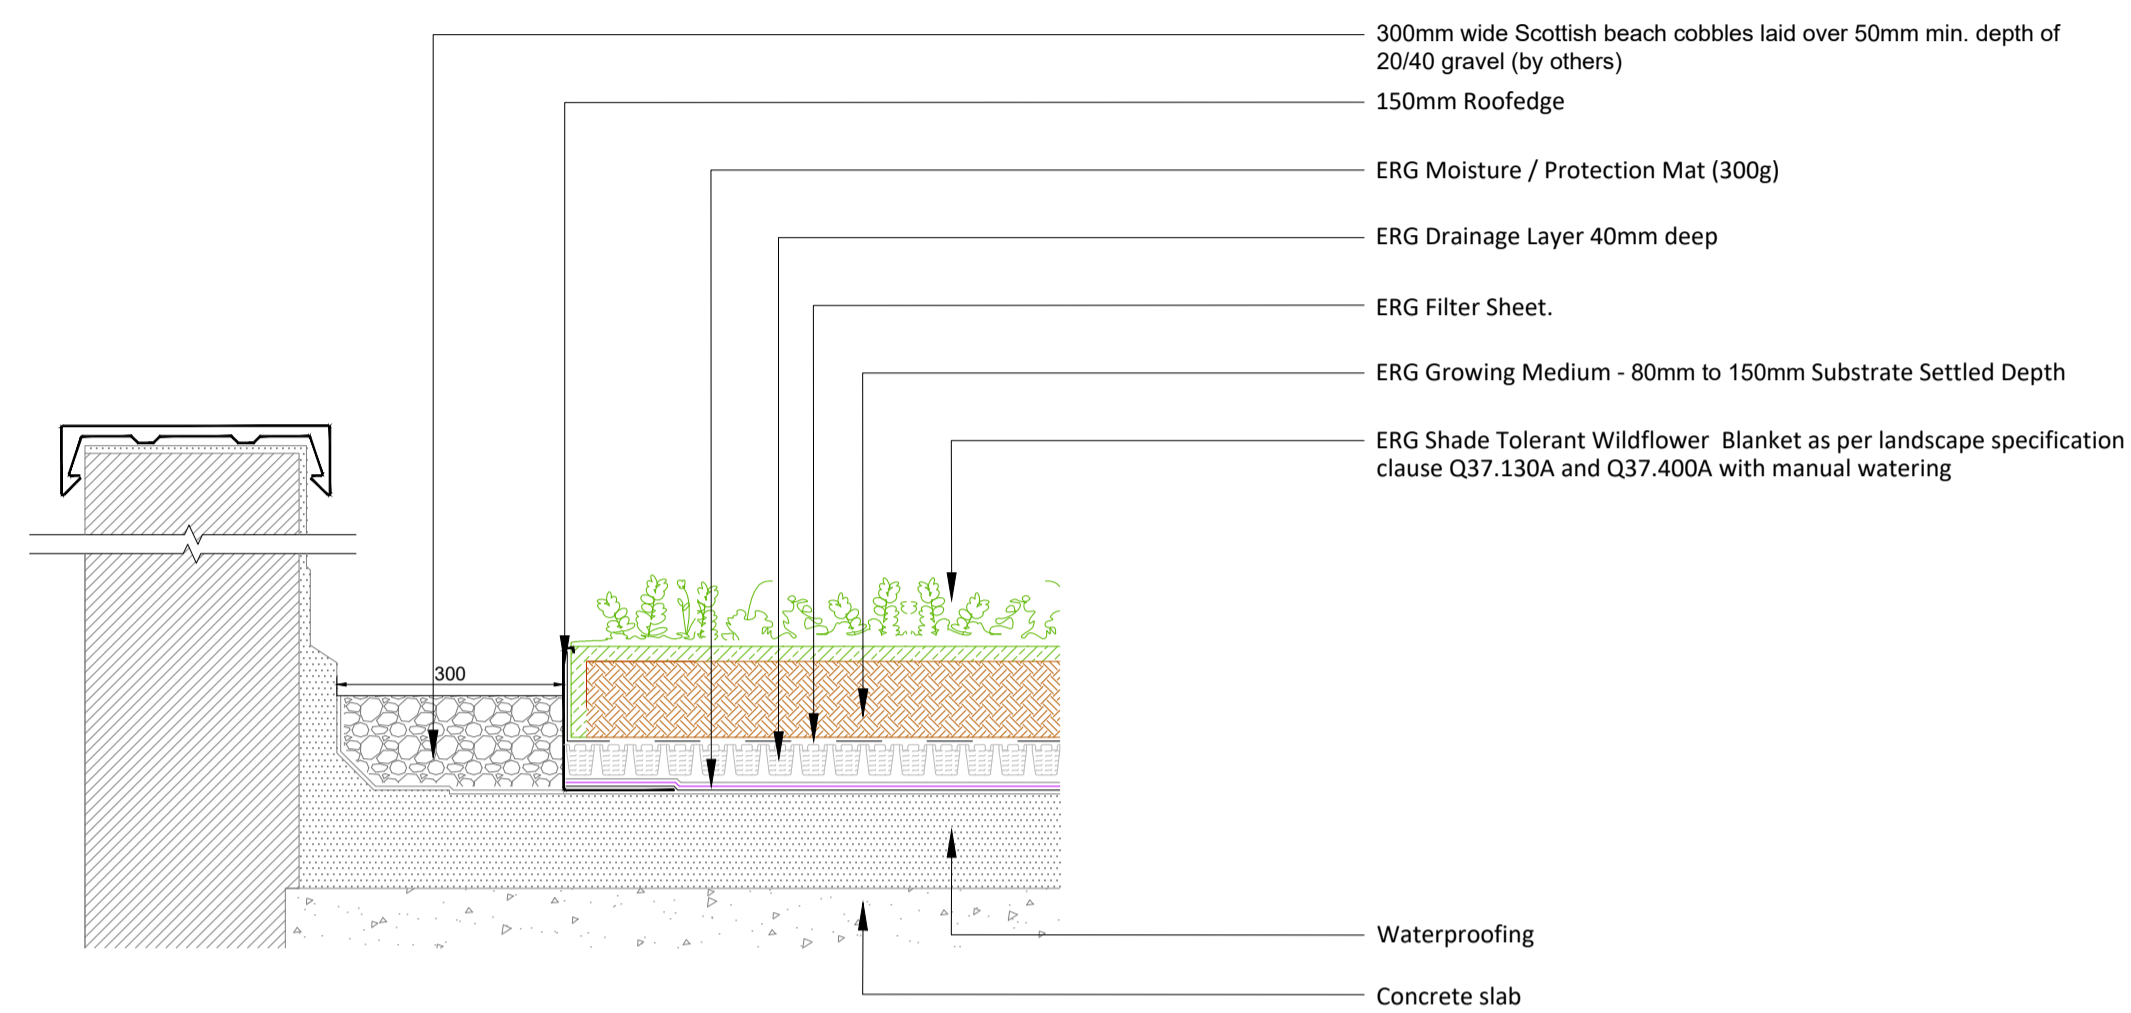 300mm wide Scottish beach cobbles laid over 50mm min. depth of
20/40 gravel (by others)
150mm Roofedge
ERG Moisture / Protection Mat (300g)
ERG Drainage Layer 40mm deep
ERG Filter Sheet.
ERG Growing Medium - 80mm to 150mm Substrate Settled Depth
ERG Shade Tolerant Wildflower  Blanket as per landscape specification
clause Q37.130A and Q37.400A with manual watering
300
Waterproofing
Concrete slab